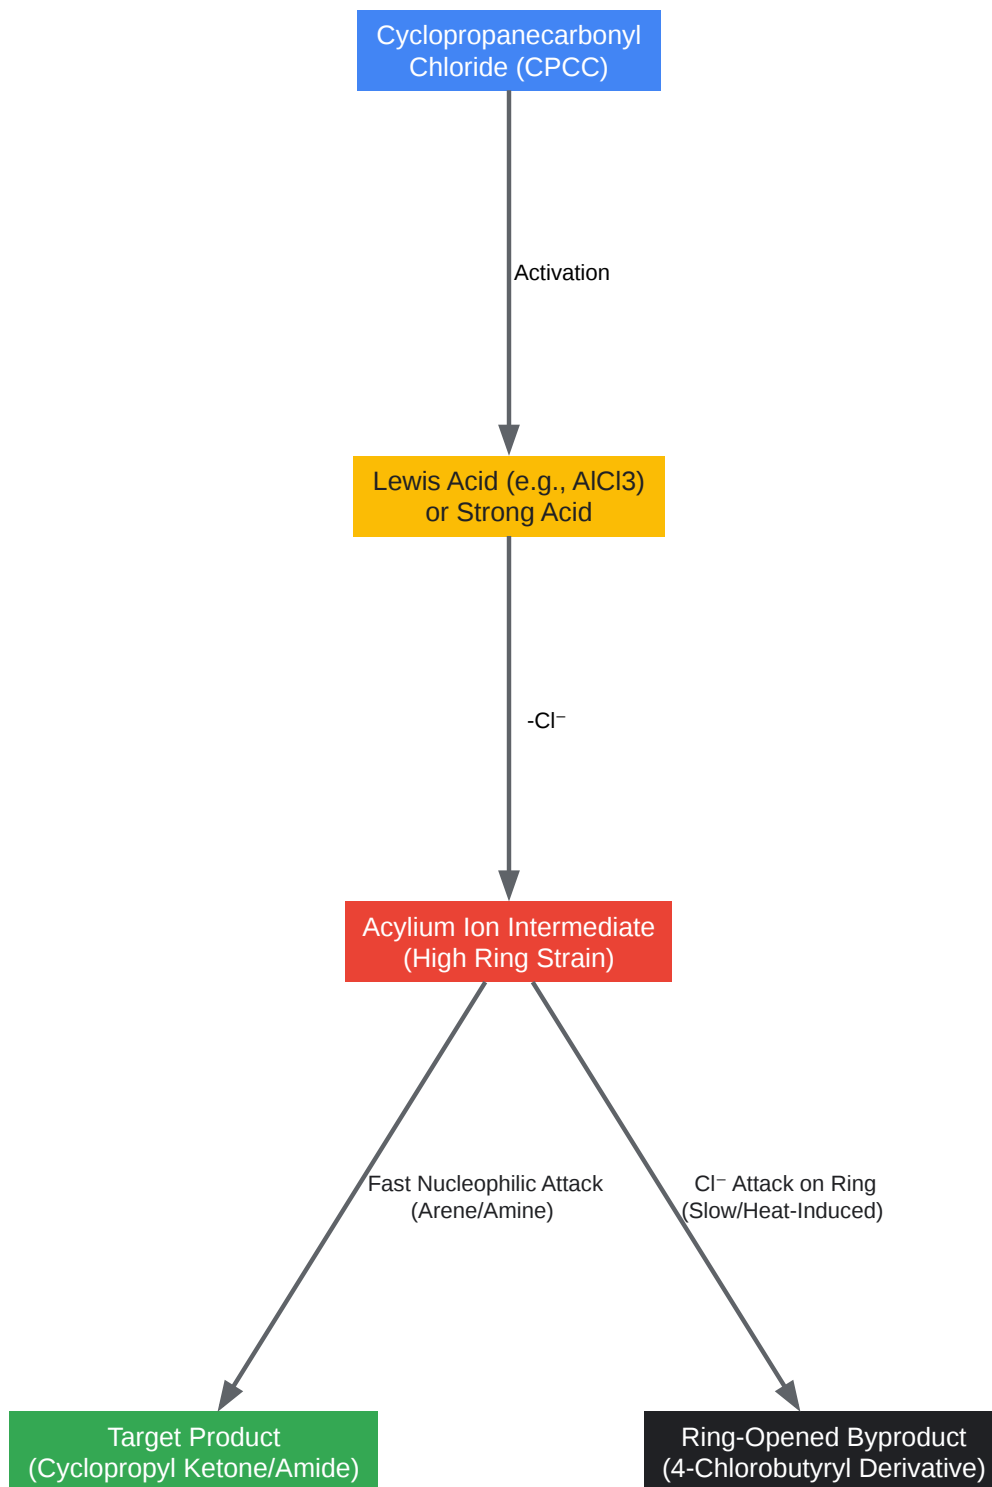 Cyclopropanecarbonyl
Chloride (CPCC)
Activation
Lewis Acid (e.g., AlCl3)
or Strong Acid
-Cl⁻
Acylium Ion Intermediate
(High Ring Strain)
Fast Nucleophilic Attack
(Arene/Amine)
Cl⁻ Attack on Ring
(Slow/Heat-Induced)
Target Product
(Cyclopropyl Ketone/Amide)
Ring-Opened Byproduct
(4-Chlorobutyryl Derivative)